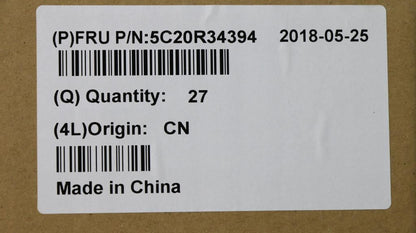 (P)FRU P/N:5C20R34394 2018-05-25
(Q) Quantity: 27
(4L)Origin: CN
Made in China